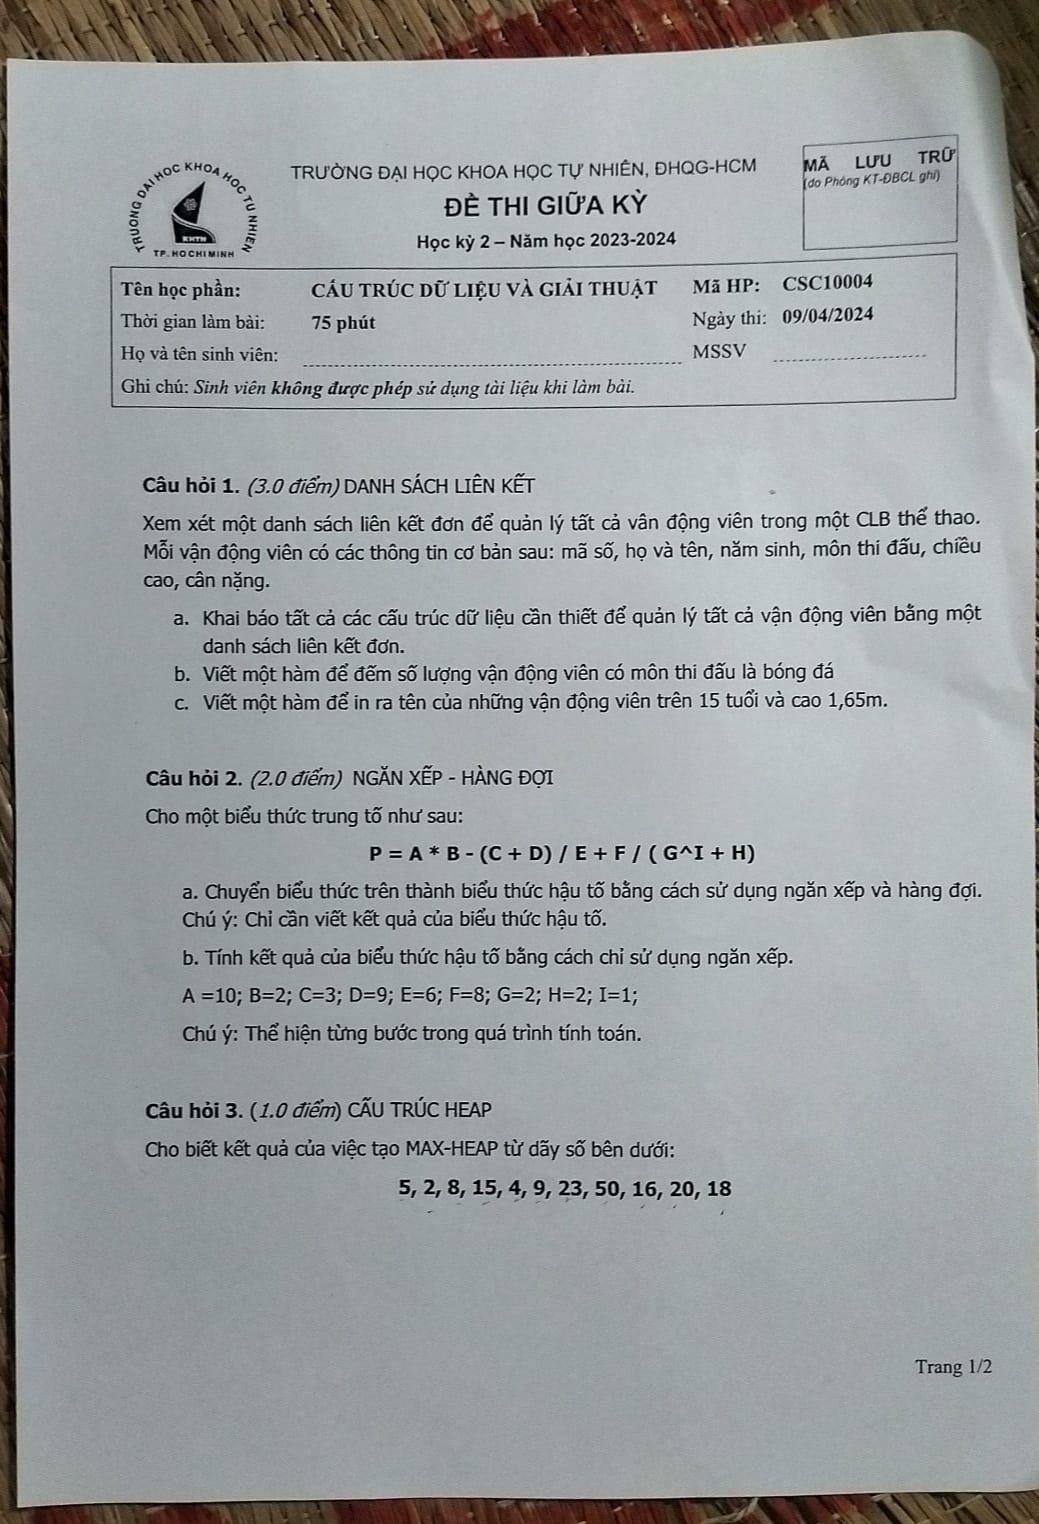 TRƯỜNG ĐẠI HỌC KHOA HỌC TỰ NHIÊN
KHTN
TP. HO CHI MINH
TRƯỜNG ĐẠI HỌC KHOA HỌC TỰ NHIÊN, ĐHQG-HCM
ĐỀ THI GIỮA KỲ
Học kỳ 2 – Năm học 2023-2024
MÃ LƯU TRỮ
(do Phòng KT-ĐBCL ghi)
Tên học phần: CẤU TRÚC DỮ LIỆU VÀ GIẢI THUẬT Mã HP: CSC10004
Thời gian làm bài: 75 phút Ngày thi: 09/04/2024
Họ và tên sinh viên: MSSV
Ghi chú: Sinh viên không được phép sử dụng tài liệu khi làm bài.
Câu hỏi 1. (3.0 điểm) DANH SÁCH LIÊN KẾT
Xem xét một danh sách liên kết đơn để quản lý tất cả vân động viên trong một CLB thể thao.
Mỗi vận động viên có các thông tin cơ bản sau: mã số, họ và tên, năm sinh, môn thi đấu, chiều
cao, cân nặng.
a. Khai báo tất cả các cấu trúc dữ liệu cần thiết để quản lý tất cả vận động viên bằng một
danh sách liên kết đơn.
b. Viết một hàm để đếm số lượng vận động viên có môn thi đấu là bóng đá
c. Viết một hàm để in ra tên của những vận động viên trên 15 tuổi và cao 1,65m.
Câu hỏi 2. (2.0 điểm) NGĂN XẾP - HÀNG ĐỢI
Cho một biểu thức trung tố như sau:
P = A * B - (C + D) / E + F / ( G^I + H)
a. Chuyển biểu thức trên thành biểu thức hậu tố bằng cách sử dụng ngăn xếp và hàng đợi.
Chú ý: Chỉ cần viết kết quả của biểu thức hậu tố.
b. Tính kết quả của biểu thức hậu tố bằng cách chỉ sử dụng ngăn xếp.
A =10; B=2; C=3; D=9; E=6; F=8; G=2; H=2; I=1;
Chú ý: Thể hiện từng bước trong quá trình tính toán.
Câu hỏi 3. (1.0 điểm) CẤU TRÚC HEAP
Cho biết kết quả của việc tạo MAX-HEAP từ dãy số bên dưới:
5, 2, 8, 15, 4, 9, 23, 50, 16, 20, 18
Trang 1/2